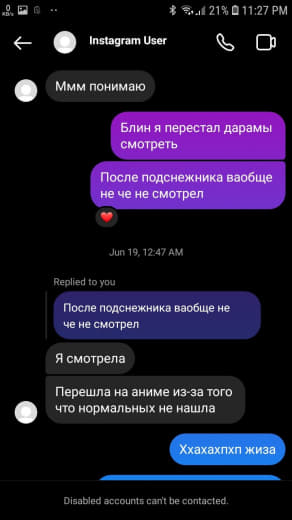 0
KB/s
21% 11:27 PM
Instagram User
Ммм понимаю
Блин я перестал дарамы
смотреть
После подснежника ваобще
не че не смотрел
Jun 19, 12:47 AM
Replied to you
После подснежника ваобще не
че не смотрел
Я смотрела
Перешла на аниме из-за того
что нормальных не нашла
Ххахахпхп жиза
Disabled accounts can't be contacted.